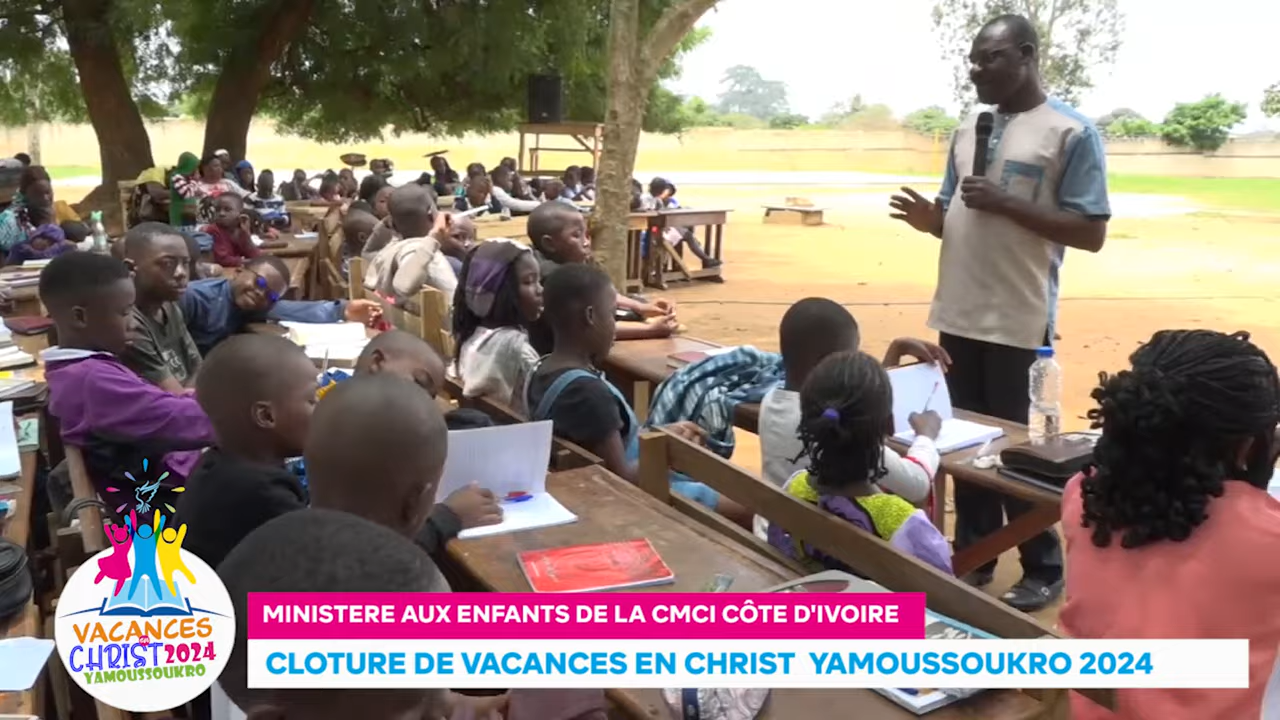 MINISTERE AUX ENFANTS DE LA CMCI CÔTE D'IVOIRE
CLOTURE DE VACANCES EN CHRIST YAMOUSSOUKRO 2024
VACANCES
en
CHRIST 2024
YAMOUSSOUKRO